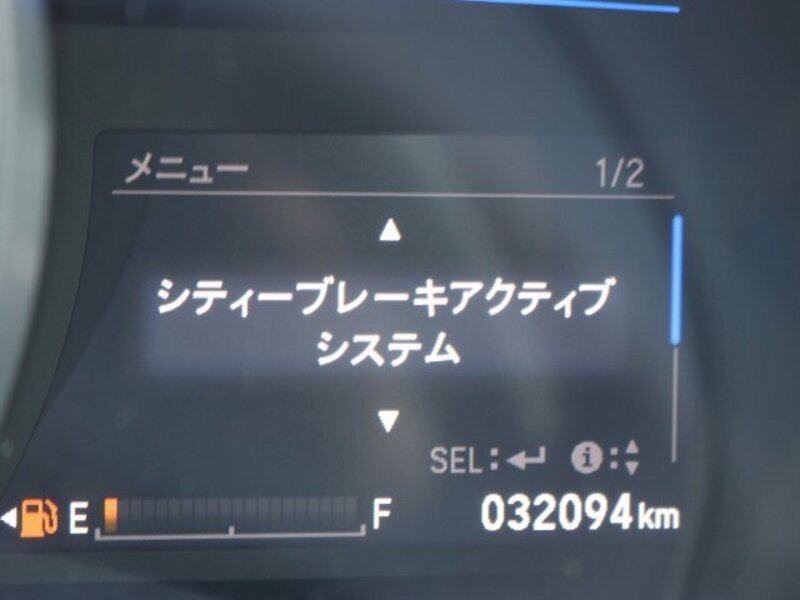 メニュー 1/2
▲
シティーブレーキアクティブ
システム
▼
SEL:↵ i:▲▼
E F 032094km